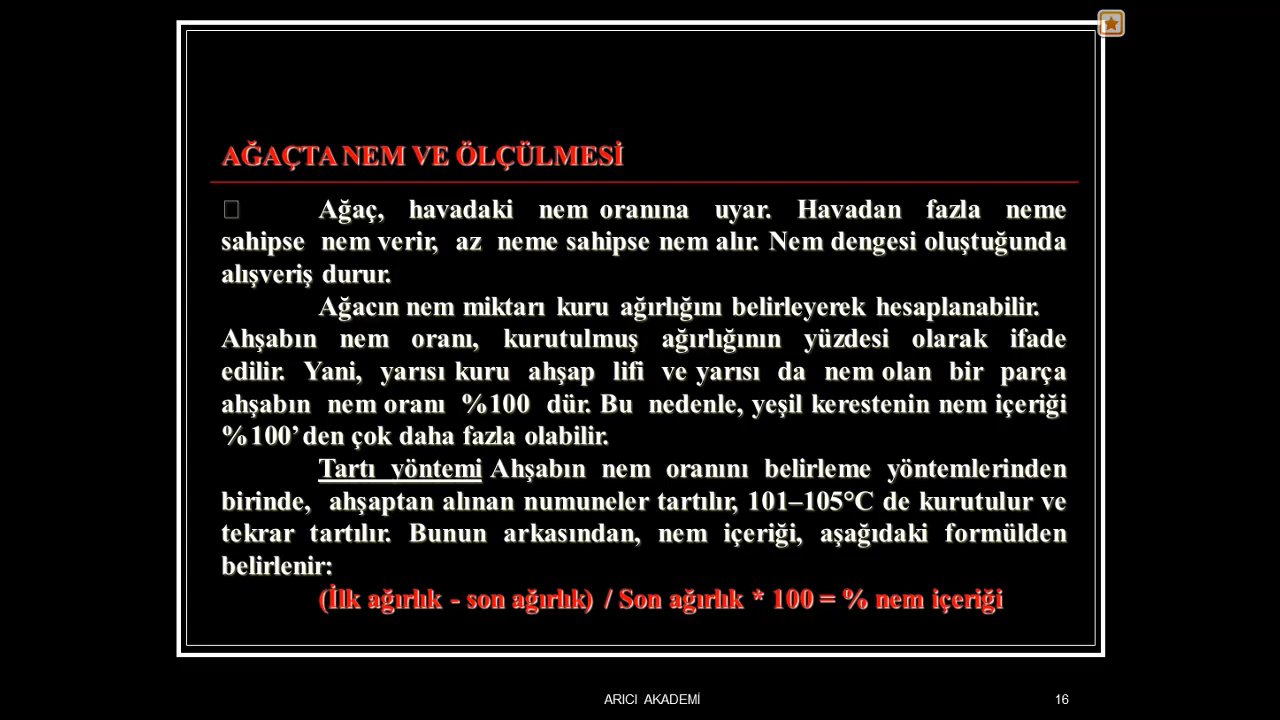 AĞAÇTA NEM VE ÖLÇÜLMESİ
Ağaç, havadaki nem oranına uyar. Havadan fazla neme
sahipse nem verir, az neme sahipse nem alır. Nem dengesi oluştuğunda
alışveriş durur.
Ağacın nem miktarı kuru ağırlığını belirleyerek hesaplanabilir.
Ahşabın nem oranı, kurutulmuş ağırlığının yüzdesi olarak ifade
edilir. Yani, yarısı kuru ahşap lifi ve yarısı da nem olan bir parça
ahşabın nem oranı %100 dür. Bu nedenle, yeşil kerestenin nem içeriği
%100’den çok daha fazla olabilir.
Tartı yöntemi Ahşabın nem oranını belirleme yöntemlerinden
birinde, ahşaptan alınan numuneler tartılır, 101–105°C de kurutulur ve
tekrar tartılır. Bunun arkasından, nem içeriği, aşağıdaki formülden
belirlenir:
(İlk ağırlık - son ağırlık) / Son ağırlık * 100 = % nem içeriği
ARICI AKADEMİ
16